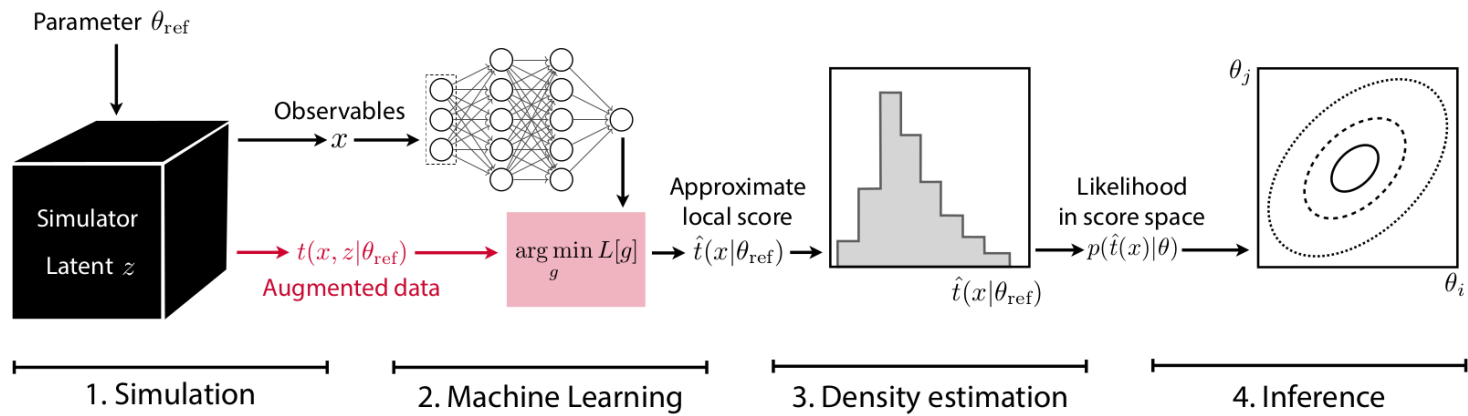 Parameter θ_ref
Observables
x
Simulator
Latent z
t(x, z|θ_ref)
Augmented data
arg min L[g]
g
Approximate
local score
t̂(x|θ_ref)
t̂(x|θ_ref)
Likelihood
in score space
p(t̂(x)|θ)
θ_j
θ_i
1. Simulation
2. Machine Learning
3. Density estimation
4. Inference